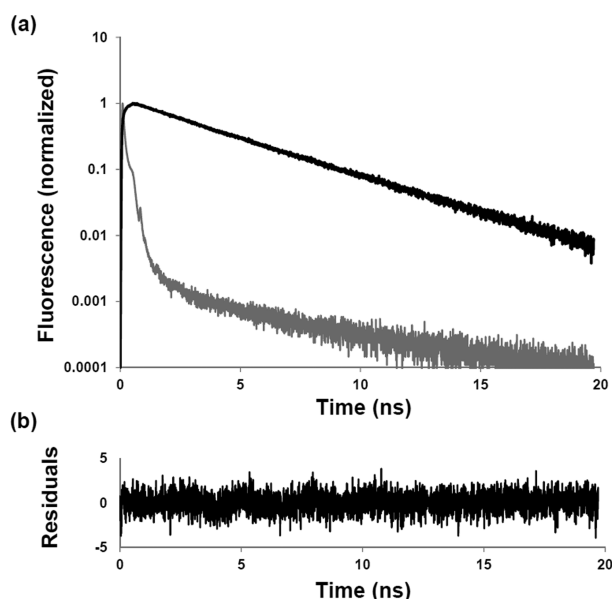 (a)
Fluorescence (normalized)
10
1
0.1
0.01
0.001
0.0001
0 5 10 15 20
Time (ns)
(b)
Residuals
5
0
-5
0 5 10 15 20
Time (ns)